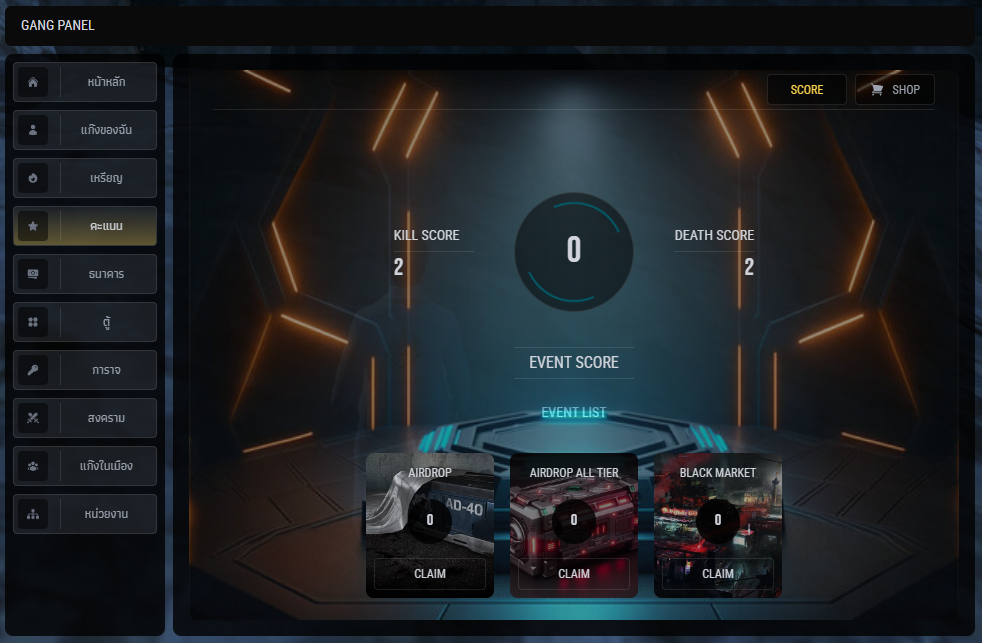 GANG PANEL
หน้าหลัก
แก๊งของฉัน
เหรียญ
คะแนน
ธนาคาร
ตู้
การาจ
สงคราม
แก๊งในเมือง
หน่วยงาน
SCORE
SHOP
KILL SCORE
2
0
DEATH SCORE
2
EVENT SCORE
EVENT LIST
AIRDROP
AD-40
0
CLAIM
AIRDROP ALL TIER
0
CLAIM
BLACK MARKET
0
CLAIM